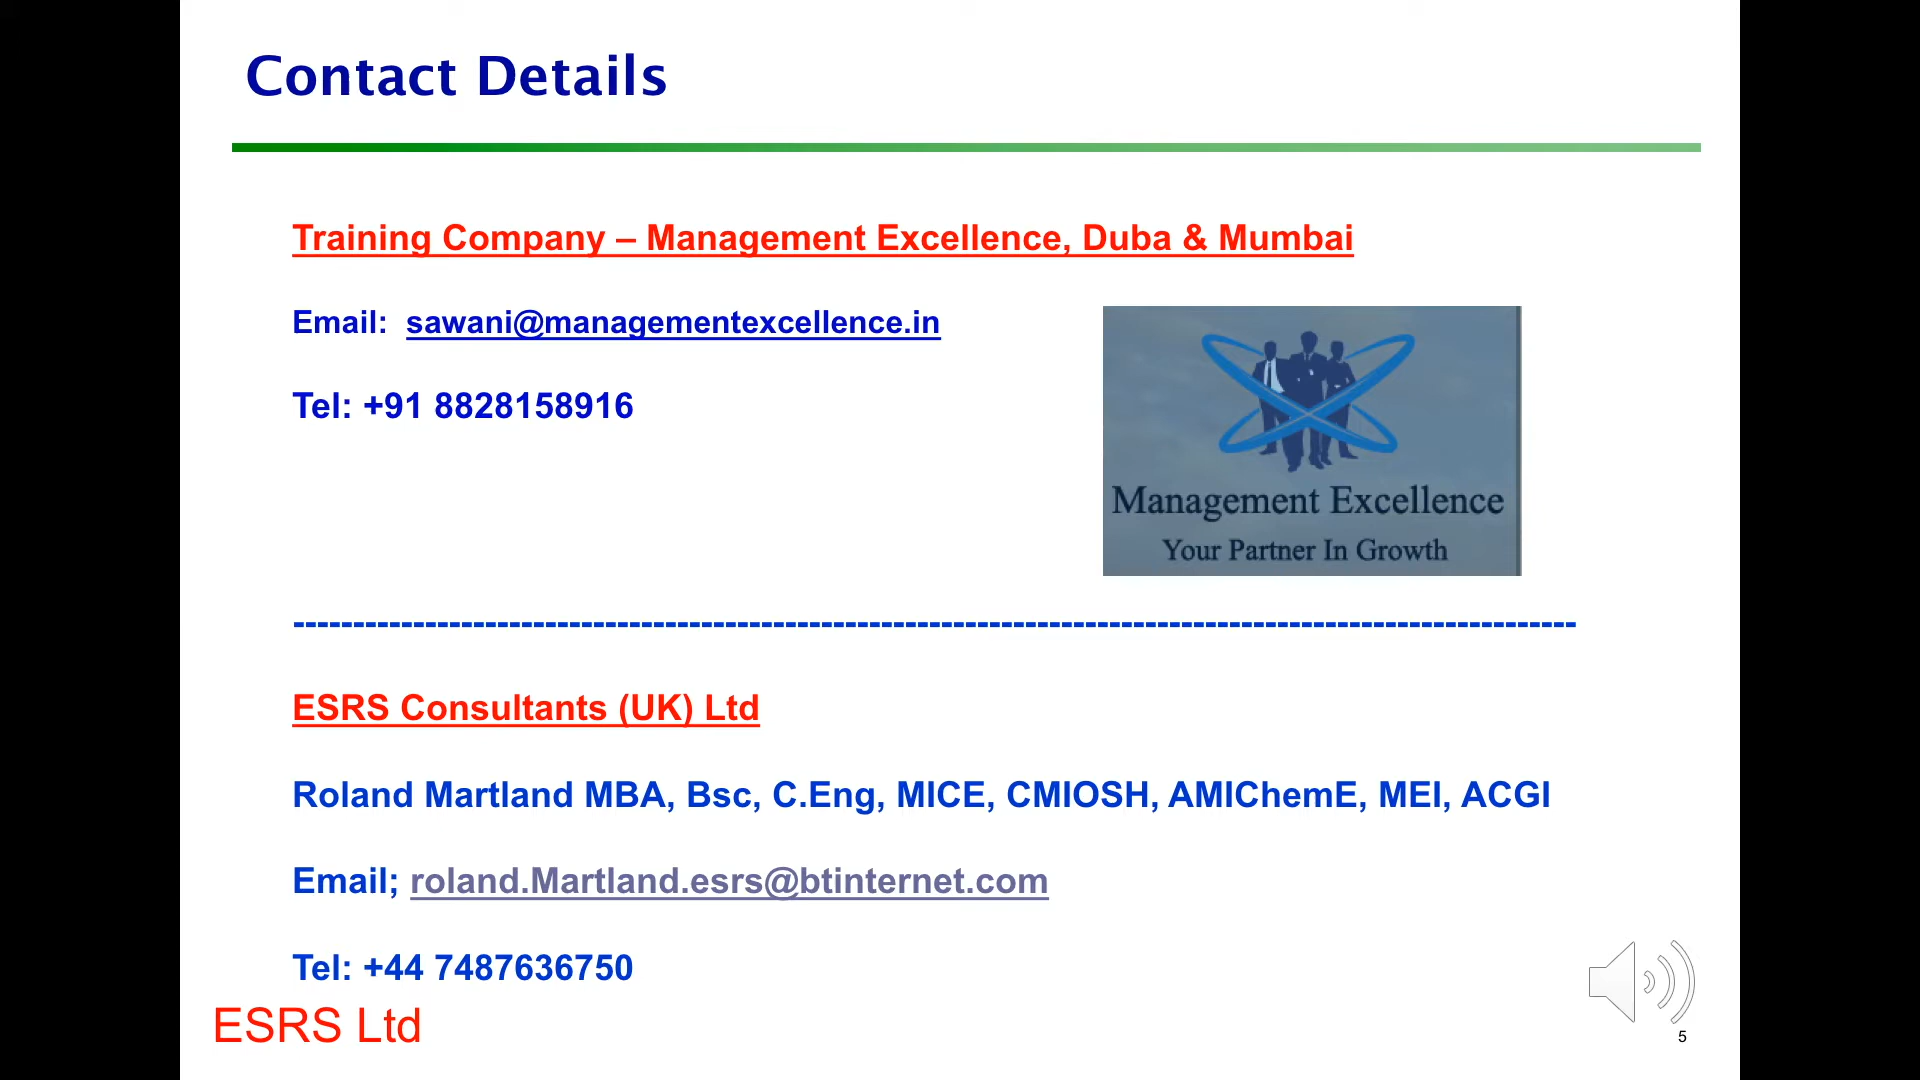 Contact Details
Training Company – Management Excellence, Duba & Mumbai
Email: sawani@managementexcellence.in
Tel: +91 8828158916
Management Excellence
Your Partner In Growth
-----------------------------------------------------------------------------------------------------------
ESRS Consultants (UK) Ltd
Roland Martland MBA, Bsc, C.Eng, MICE, CMIOSH, AMIChemE, MEI, ACGI
Email; roland.Martland.esrs@btinternet.com
Tel: +44 7487636750
ESRS Ltd
5